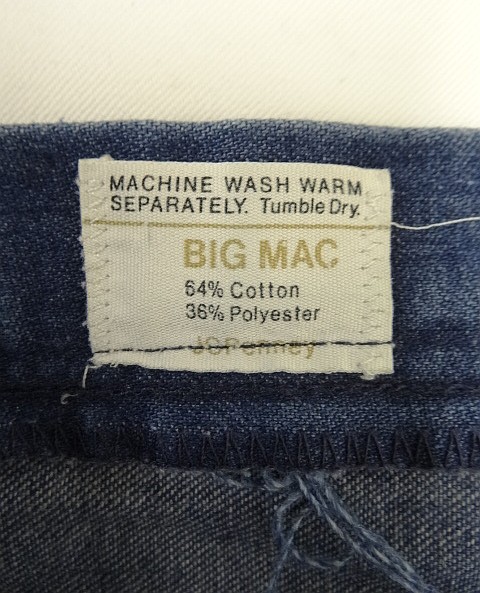 MACHINE WASH WARM
SEPARATELY. Tumble Dry.
BIG MAC
64% Cotton
36% Polyester
JCPenney